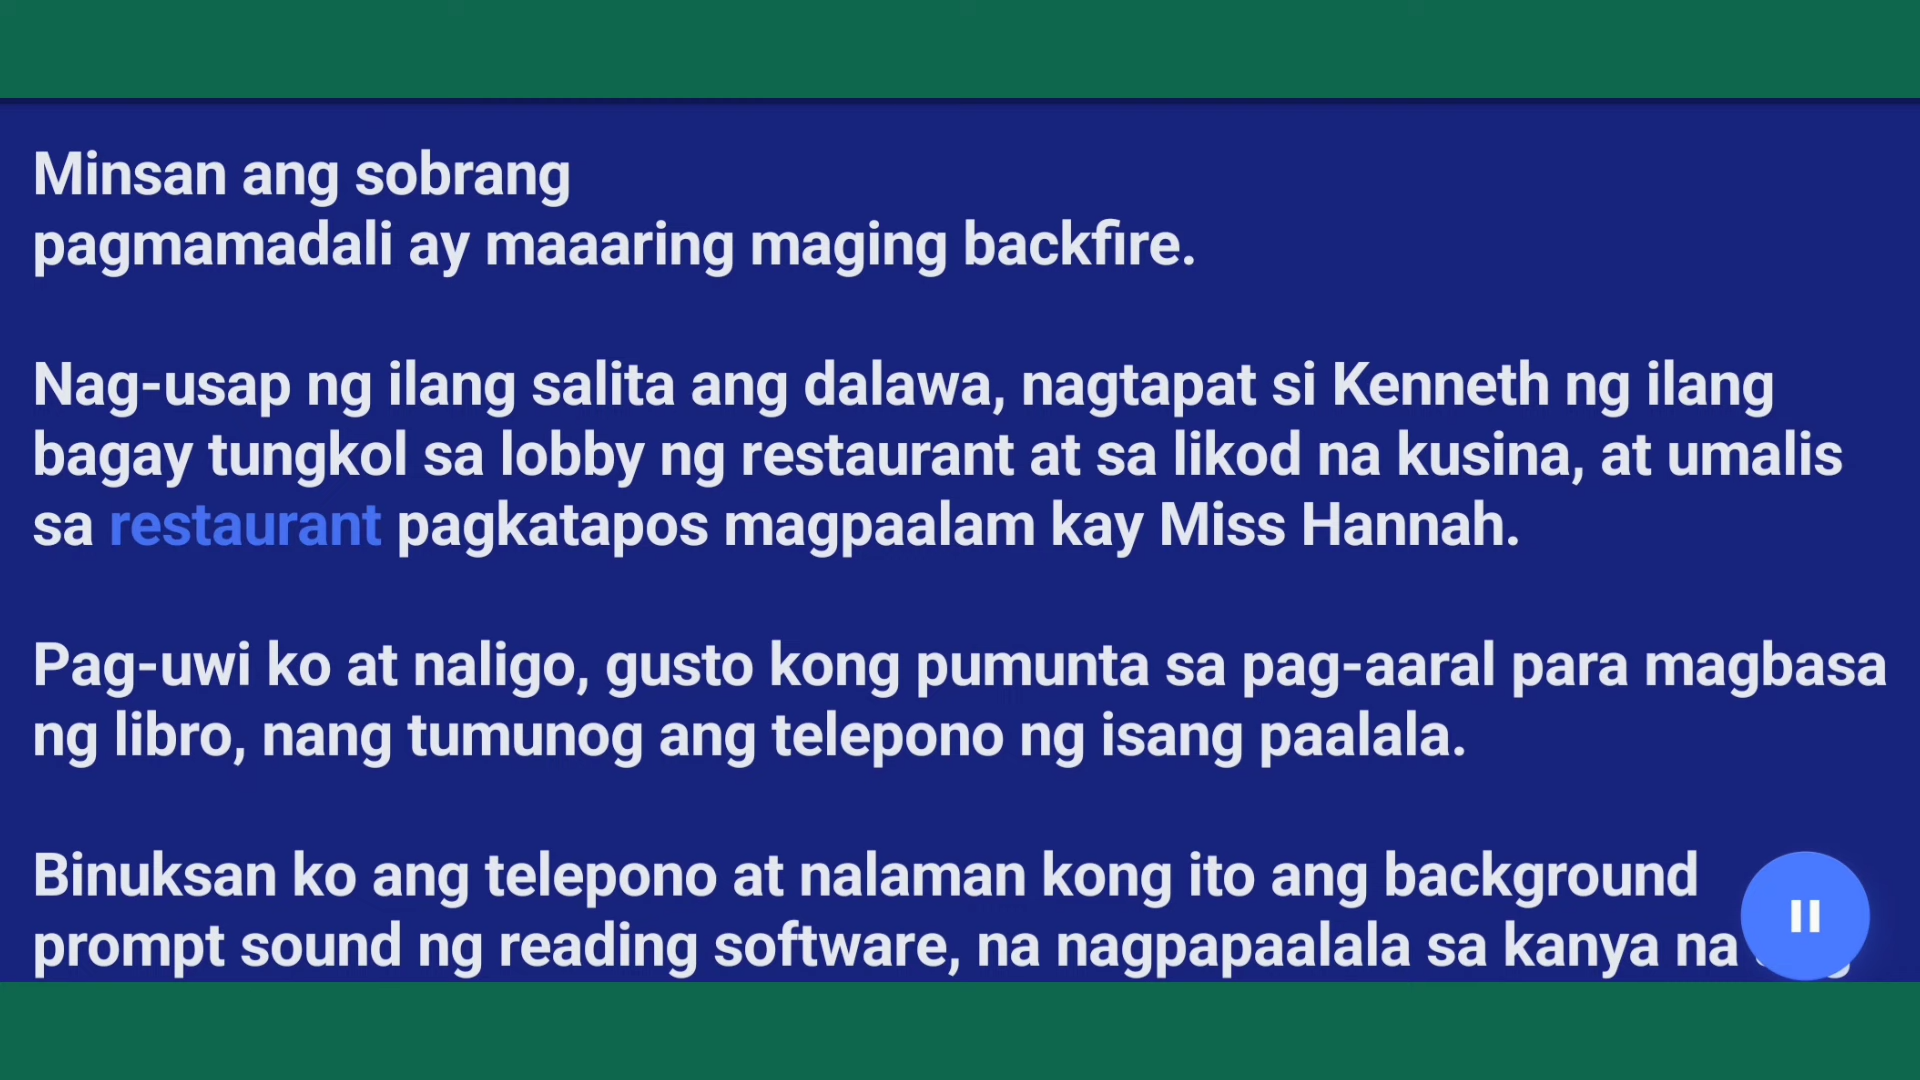 Minsan ang sobrang
pagmamadali ay maaaring maging backfire.
Nag-usap ng ilang salita ang dalawa, nagtapat si Kenneth ng ilang
bagay tungkol sa lobby ng restaurant at sa likod na kusina, at umalis
sa restaurant pagkatapos magpaalam kay Miss Hannah.
Pag-uwi ko at naligo, gusto kong pumunta sa pag-aaral para magbasa
ng libro, nang tumunog ang telepono ng isang paalala.
Binuksan ko ang telepono at nalaman kong ito ang background
prompt sound ng reading software, na nagpapaalala sa kanya na